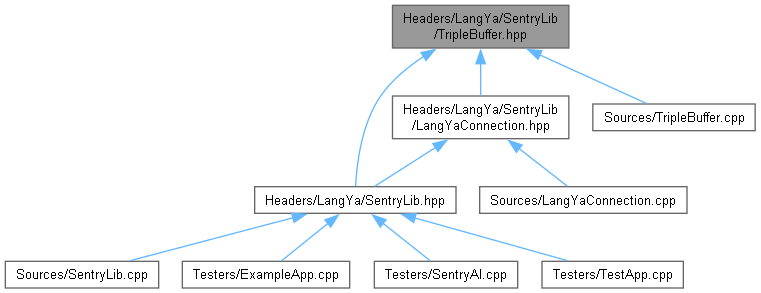 Headers/LangYa/SentryLib
/TripleBuffer.hpp
Headers/LangYa/SentryLib
/LangYaConnection.hpp
Sources/TripleBuffer.cpp
Headers/LangYa/SentryLib.hpp
Sources/LangYaConnection.cpp
Sources/SentryLib.cpp
Testers/ExampleApp.cpp
Testers/SentryAI.cpp
Testers/TestApp.cpp